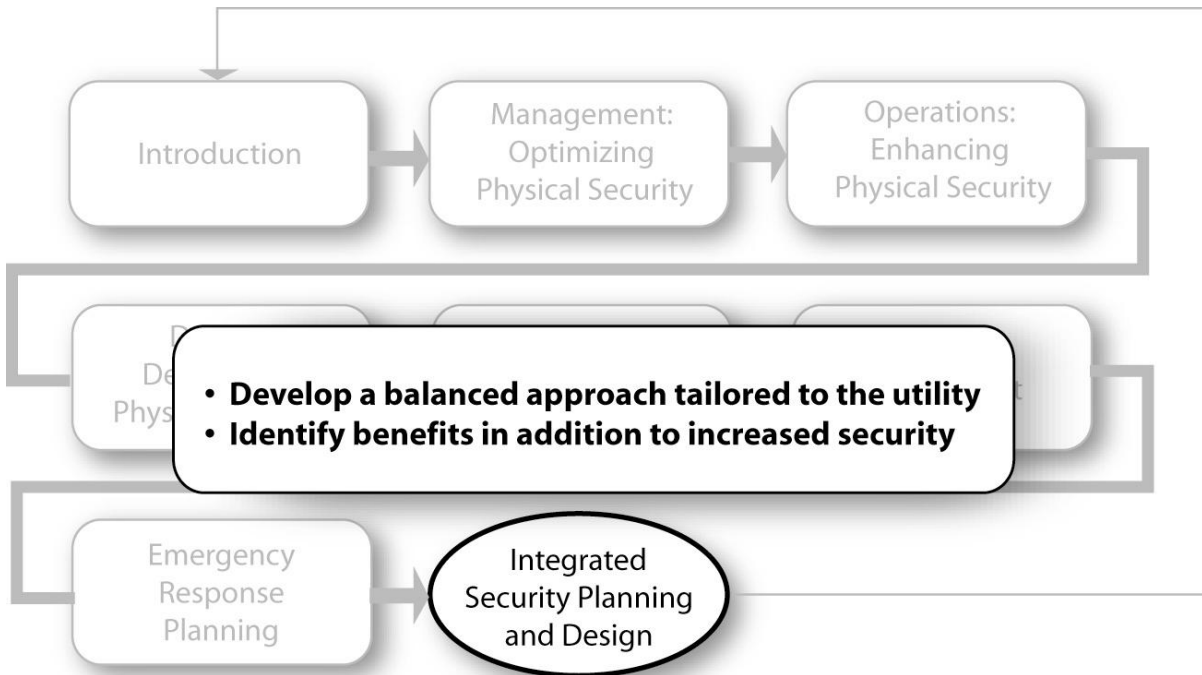 Introduction
Management:
Optimizing
Physical Security
Operations:
Enhancing
Physical Security
• Develop a balanced approach tailored to the utility
• Identify benefits in addition to increased security
Emergency
Response
Planning
Integrated
Security Planning
and Design